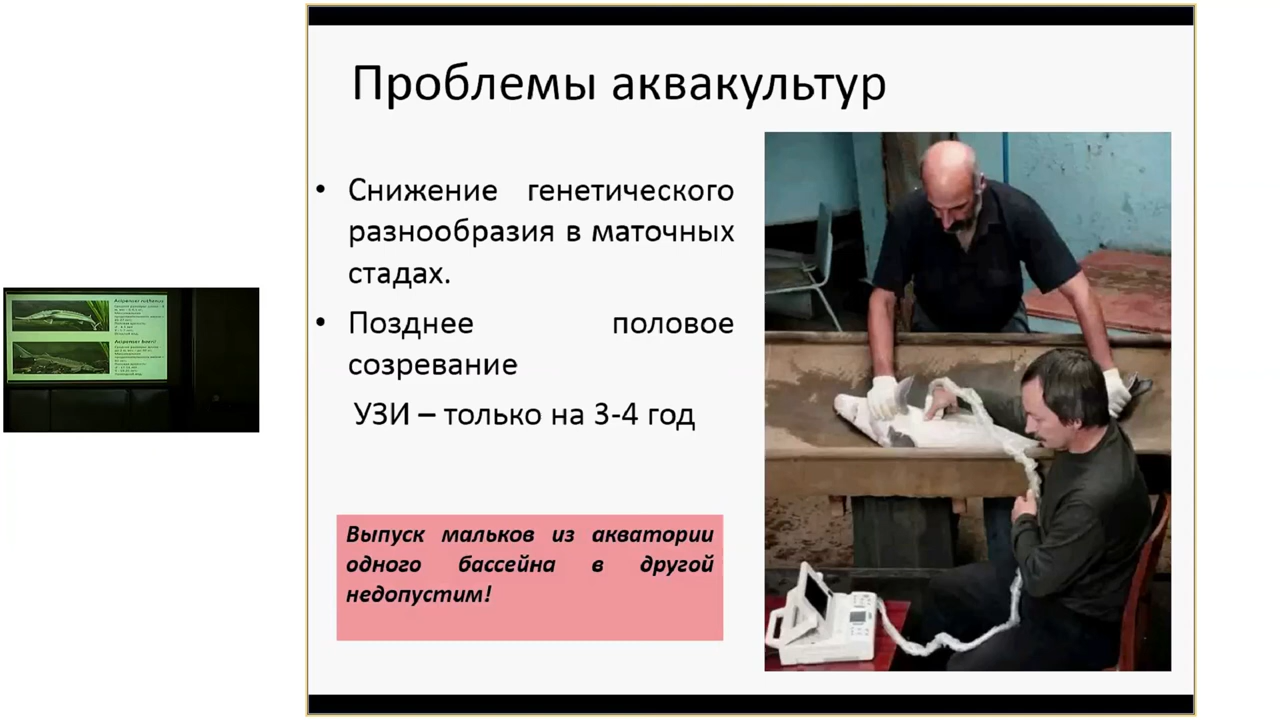 Проблемы аквакультур
• Снижение генетического
разнообразия в маточных
стадах.
• Позднее половое
созревание
УЗИ – только на 3-4 год
Выпуск мальков из акватории
одного бассейна в другой
недопустим!